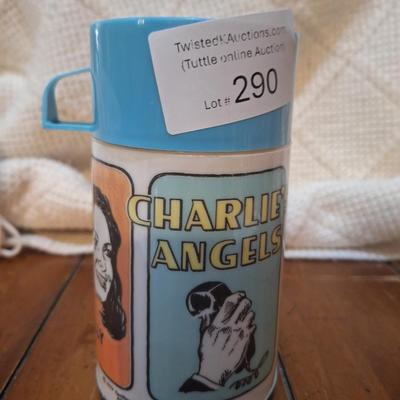 TwistedKAuctions.com
(Tuttle online Auction)
Lot # 290
CHARLIE'S
ANGELS